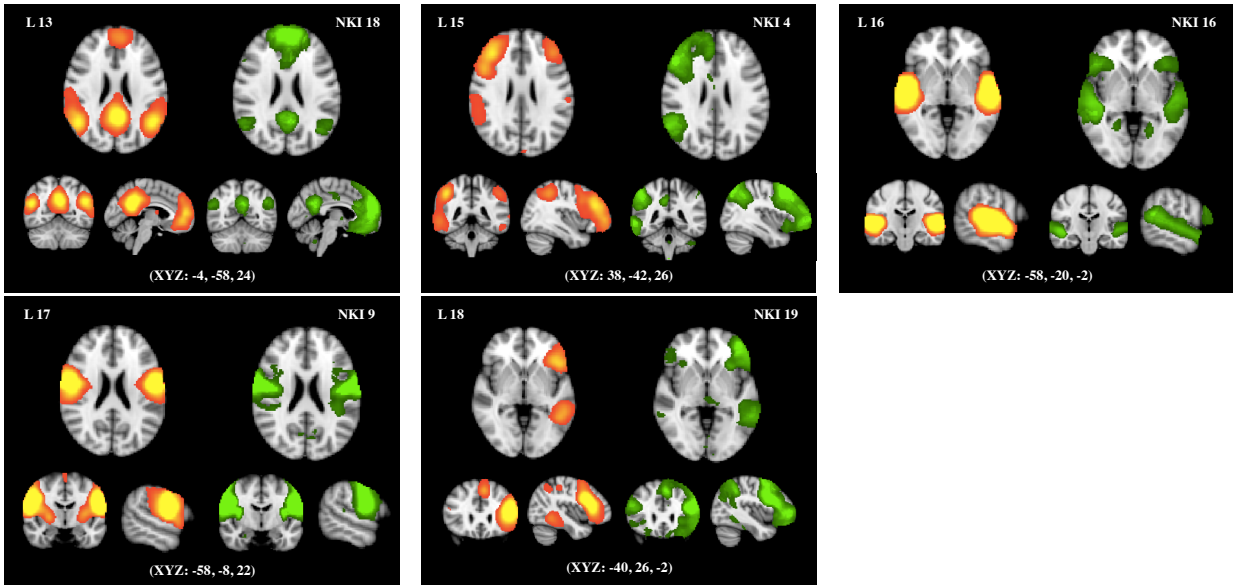 L 13 NKI 18
(XYZ: -4, -58, 24)
L 15 NKI 4
(XYZ: 38, -42, 26)
L 16 NKI 16
(XYZ: -58, -20, -2)
L 17 NKI 9
(XYZ: -58, -8, 22)
L 18 NKI 19
(XYZ: -40, 26, -2)